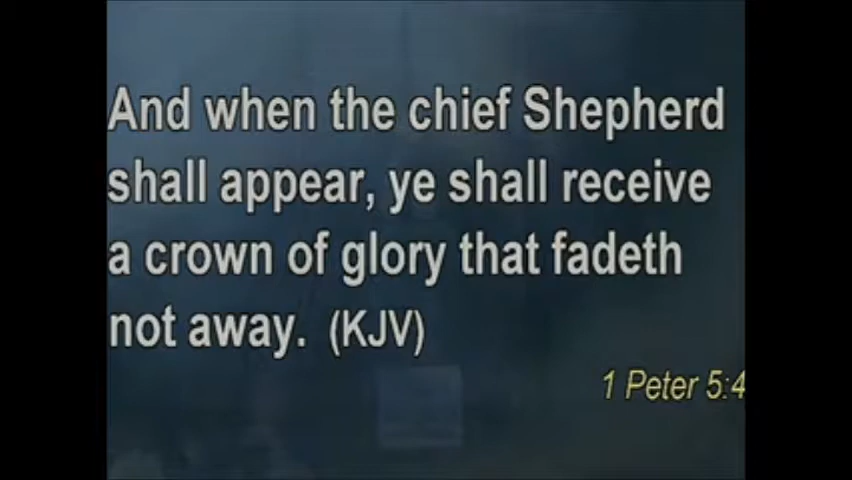 And when the chief Shepherd
shall appear, ye shall receive
a crown of glory that fadeth
not away. (KJV)
1 Peter 5:4